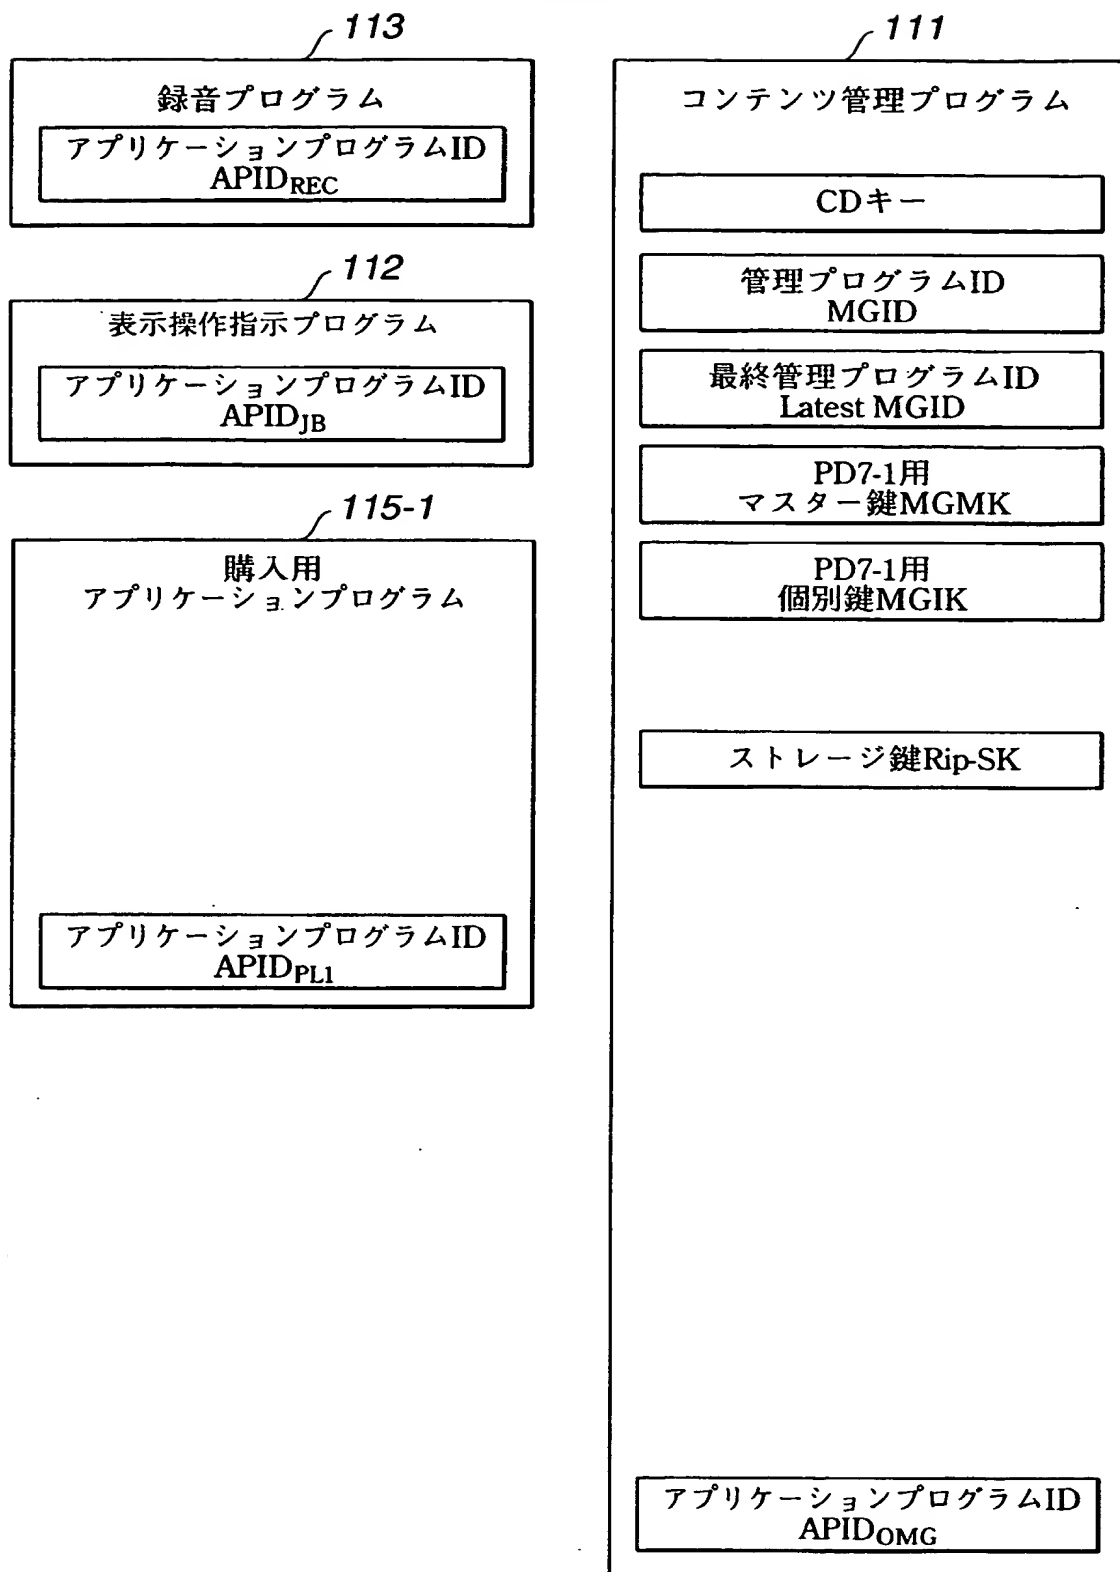 113
録音プログラム
アプリケーションプログラムID
APIDREC
112
表示操作指示プログラム
アプリケーションプログラムID
APIDJB
115-1
購入用
アプリケーションプログラム
アプリケーションプログラムID
APIDPL1
111
コンテンツ管理プログラム
CDキー
管理プログラムID
MGID
最終管理プログラムID
Latest MGID
PD7-1用
マスター鍵MGMK
PD7-1用
個別鍵MGIK
ストレージ鍵Rip-SK
アプリケーションプログラムID
APIDOMG